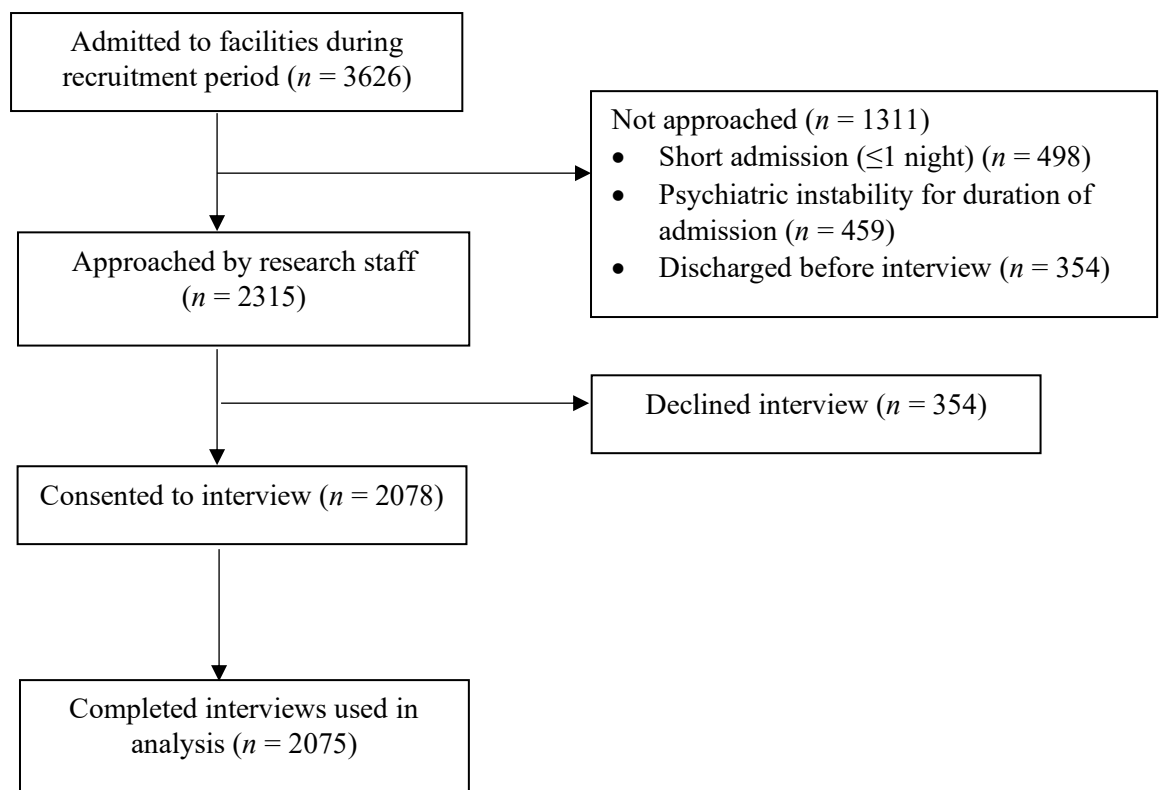 Admitted to facilities during
recruitment period (n = 3626)
Not approached (n = 1311)
• Short admission (≤1 night) (n = 498)
• Psychiatric instability for duration of
admission (n = 459)
• Discharged before interview (n = 354)
Approached by research staff
(n = 2315)
Declined interview (n = 354)
Consented to interview (n = 2078)
Completed interviews used in
analysis (n = 2075)